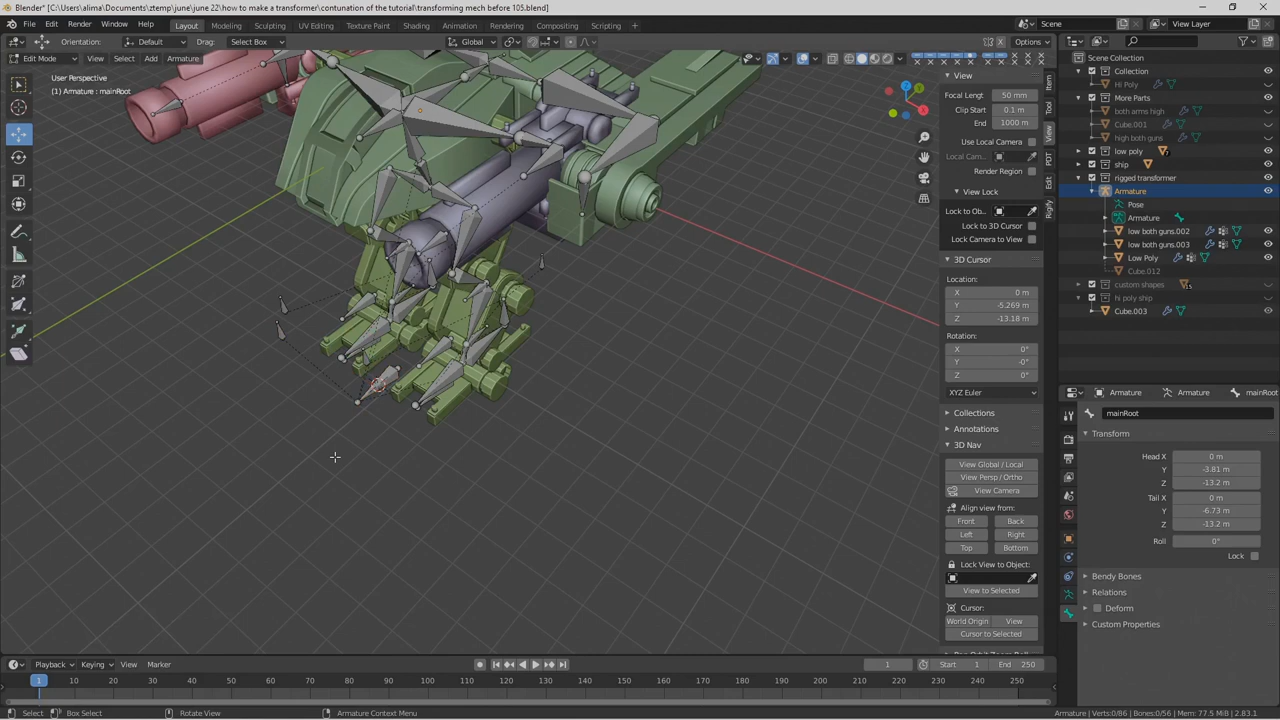 Blender* [C:\Users\alima\Documents\ztemp\june\june 22\how to make a transformer\contunation of the tutorial\transforming mech before 105.blend]
File Edit Render Window Help Layout Modeling Sculpting UV Editing Texture Paint Shading Animation Rendering Compositing Scripting + Scene View Layer
Orientation: Default Drag: Select Box Global Options
Edit Mode View Select Add Armature
User Perspective
(1) Armature : mainRoot
View
Focal Lengt 50 mm
Clip Start 0.1 m
End 1000 m
Use Local Camera
Local Cam..
Render Region
View Lock
Lock to Ob..
Lock to 3D Cursor
Lock Camera to View
3D Cursor
Location:
X 0 m
Y -5.269 m
Z -13.18 m
Rotation:
X 0°
Y -0°
Z 0°
XYZ Euler
Collections
Annotations
3D Nav
View Global / Local
View Persp / Ortho
View Camera
Align view from:
Front Back
Left Right
Top Bottom
Lock View to Object:
View to Selected
Cursor:
World Origin View
Cursor to Selected
Item
Tool
View
PDT
Edit
Rigify
Scene Collection
Collection
Hi Poly
More Parts
both arms high
Cube.001
high both guns
low poly
ship
rigged transformer
Armature
Pose
Armature
low both guns.002
low both guns.003
Low Poly
Cube.012
custom shapes
hi poly ship
Cube.003
Armature Armature mainRoot
mainRoot
Transform
Head X 0 m
Y -3.81 m
Z -13.2 m
Tail X 0 m
Y -6.73 m
Z -13.2 m
Roll 0°
Lock
Bendy Bones
Relations
Deform
Custom Properties
Playback Keying View Marker 1 Start 1 End 250
1 10 20 30 40 50 60 70 80 90 100 110 120 130 140 150 160 170 180 190 200 210 220 230 240 250
Select Box Select Rotate View Armature Context Menu Armature | Verts:0/86 | Bones:0/56 | Mem: 77.5 MiB | 2.83.1